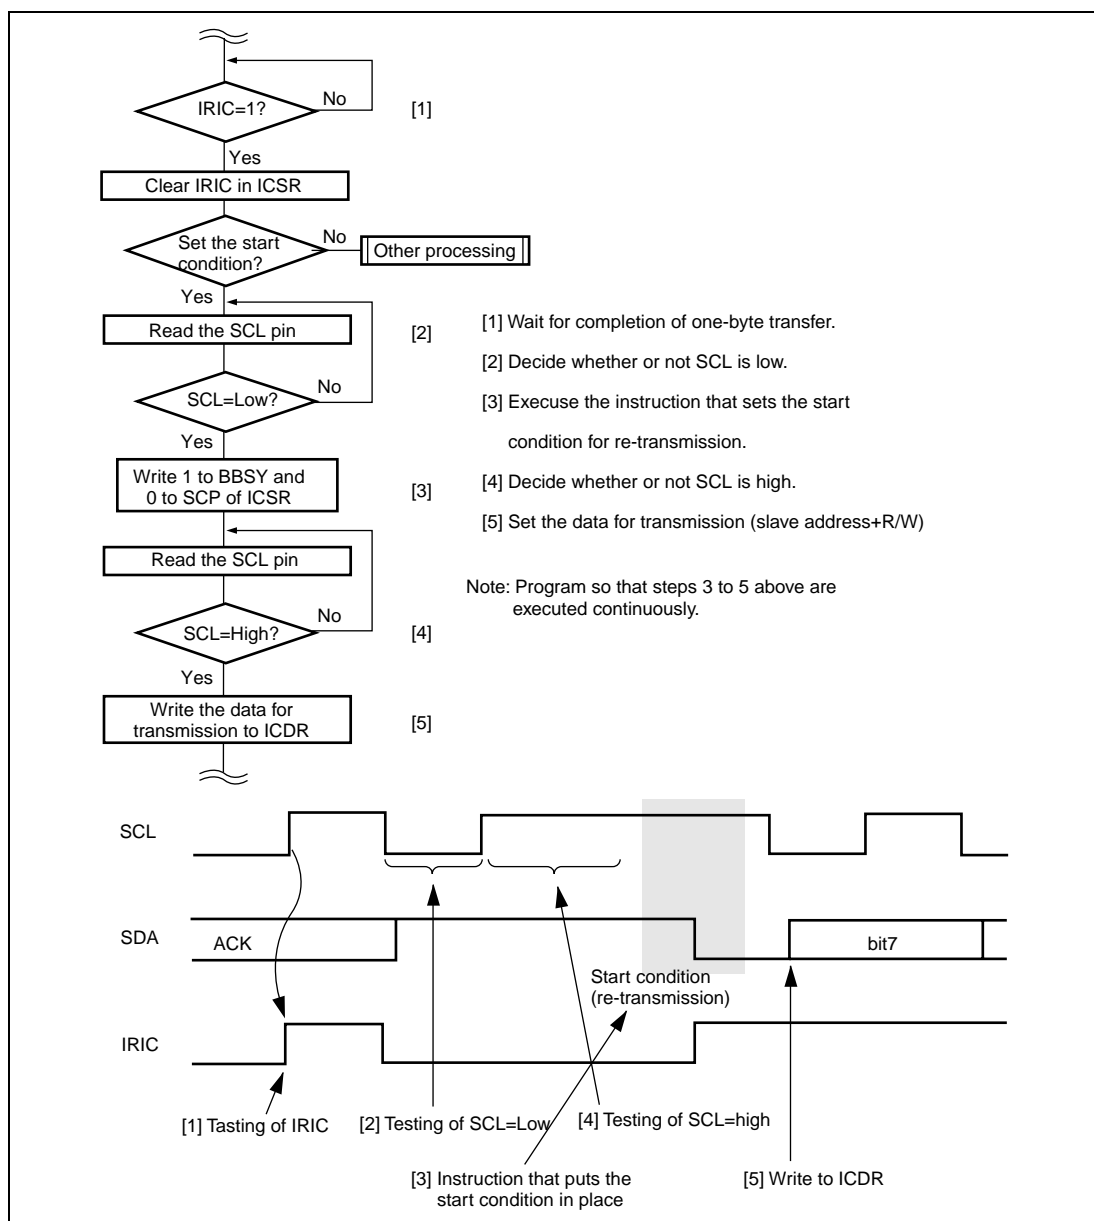 IRIC=1?
No
[1]
Yes
Clear IRIC in ICSR
Set the start
condition?
No
Other processing
Yes
Read the SCL pin
[2]
SCL=Low?
No
Yes
Write 1 to BBSY and
0 to SCP of ICSR
[3]
Read the SCL pin
SCL=High?
No
[4]
Yes
Write the data for
transmission to ICDR
[5]
[1] Wait for completion of one-byte transfer.
[2] Decide whether or not SCL is low.
[3] Execuse the instruction that sets the start
condition for re-transmission.
[4] Decide whether or not SCL is high.
[5] Set the data for transmission (slave address+R/W)
Note: Program so that steps 3 to 5 above are
executed continuously.
SCL
SDA
ACK
bit7
Start condition
(re-transmission)
IRIC
[1] Tasting of IRIC
[2] Testing of SCL=Low
[4] Testing of SCL=high
[3] Instruction that puts the
start condition in place
[5] Write to ICDR